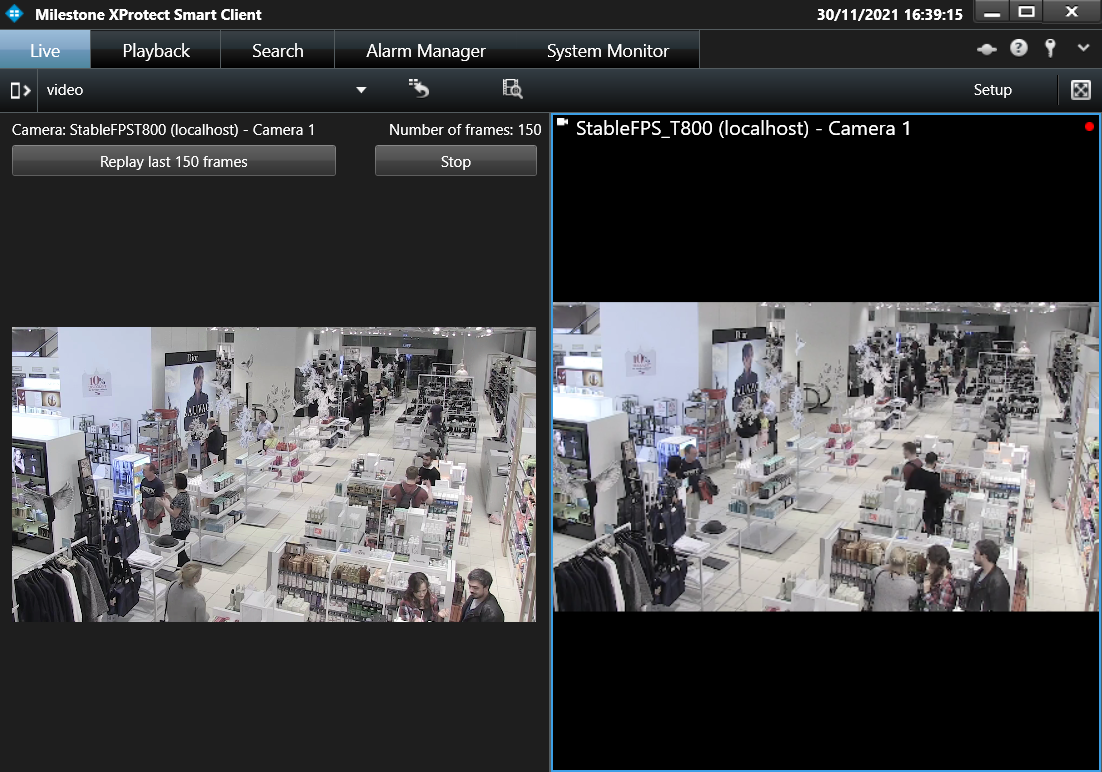 Milestone XProtect Smart Client
30/11/2021 16:39:15
Live
Playback
Search
Alarm Manager
System Monitor
video
Setup
Camera: StableFPST800 (localhost) - Camera 1
Number of frames: 150
Replay last 150 frames
Stop
StableFPS_T800 (localhost) - Camera 1
Dior
10%
Dior
10%